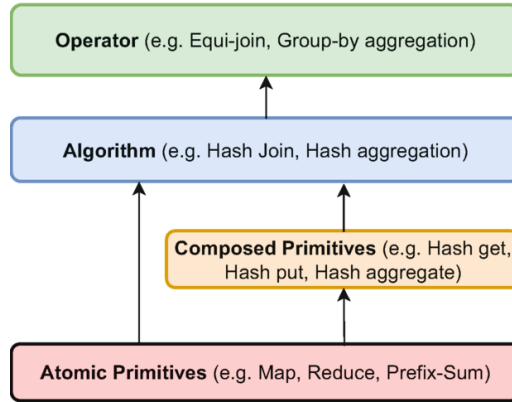 Operator (e.g. Equi-join, Group-by aggregation)
Algorithm (e.g. Hash Join, Hash aggregation)
Composed Primitives (e.g. Hash get,
Hash put, Hash aggregate)
Atomic Primitives (e.g. Map, Reduce, Prefix-Sum)